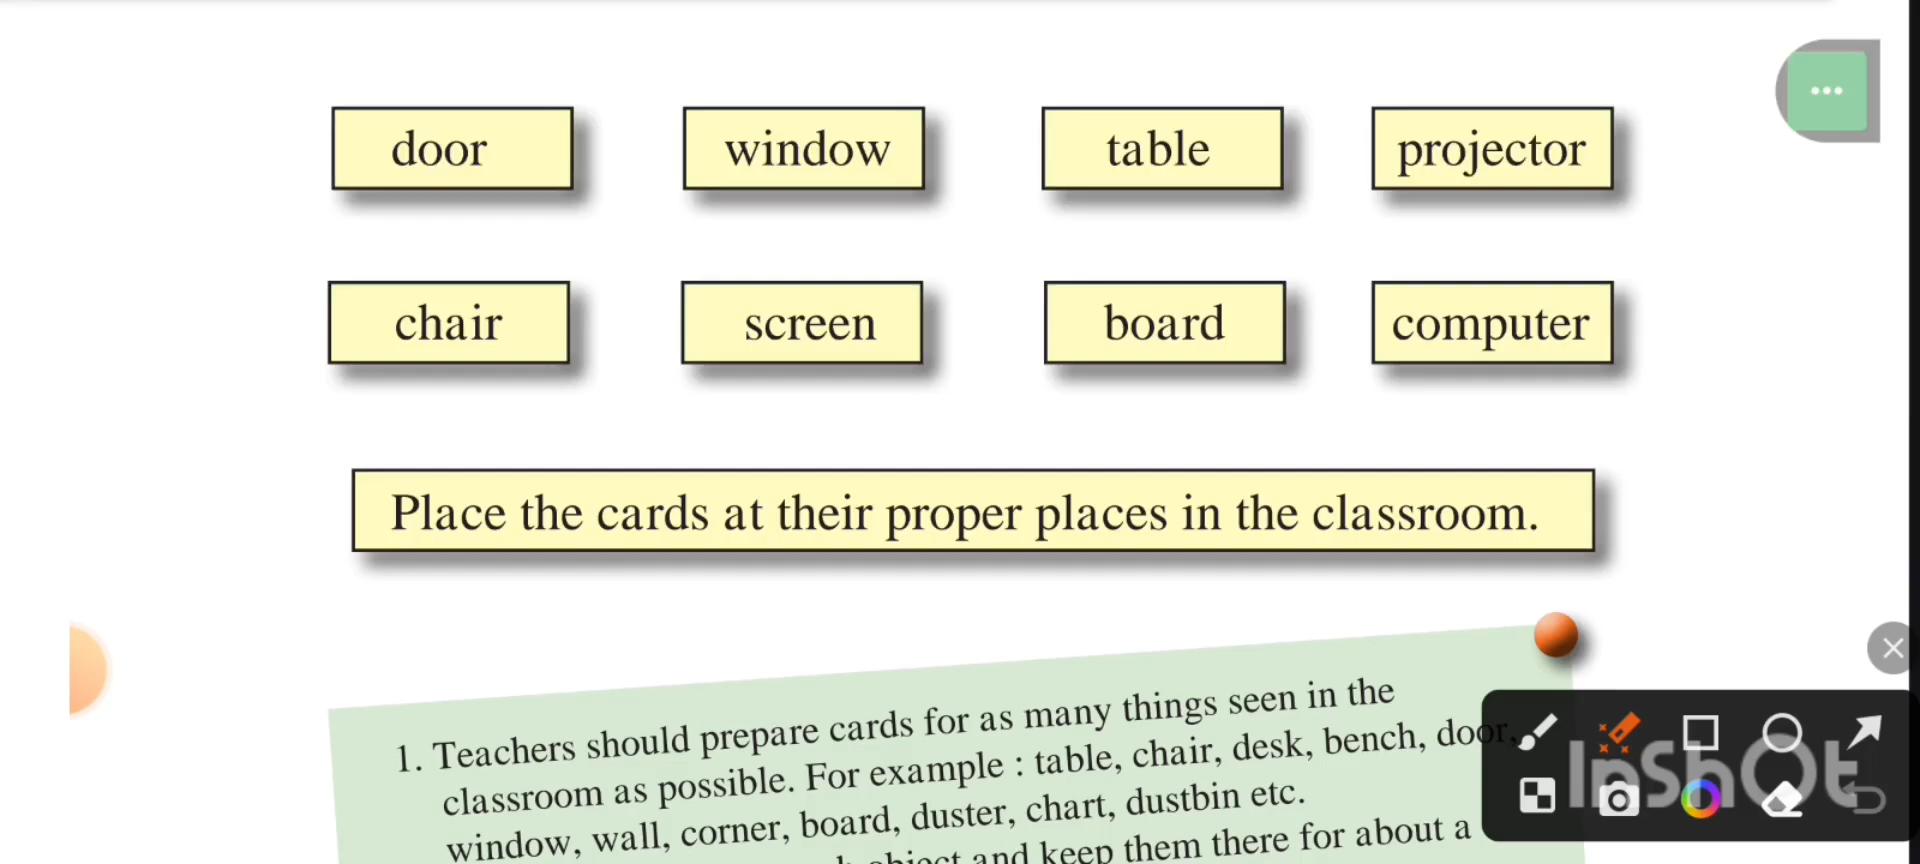 door window table projector
chair screen board computer
Place the cards at their proper places in the classroom.
1. Teachers should prepare cards for as many things seen in the
classroom as possible. For example : table, chair, desk, bench, door,
window, wall, corner, board, duster, chart, dustbin etc.
object and keep them there for about a
InShOt